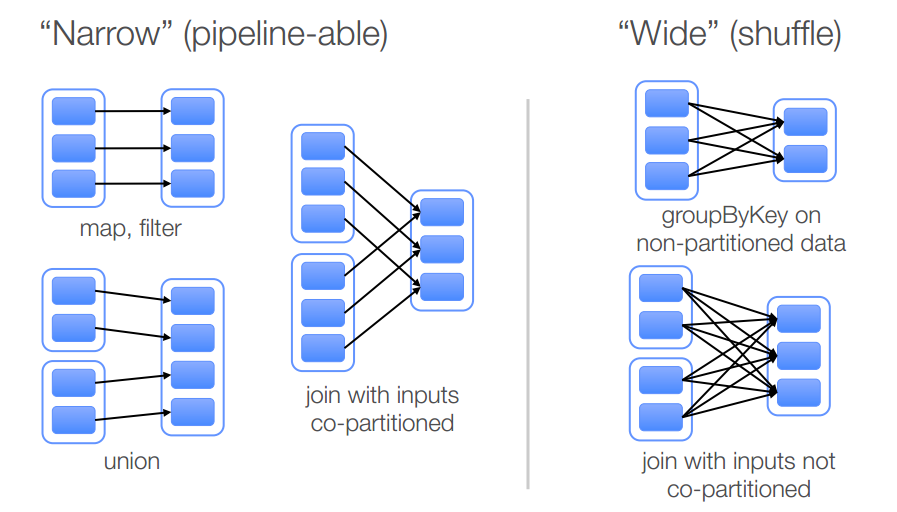 “Narrow” (pipeline-able)
map, filter
union
join with inputs
co-partitioned
“Wide” (shuffle)
groupByKey on
non-partitioned data
join with inputs not
co-partitioned